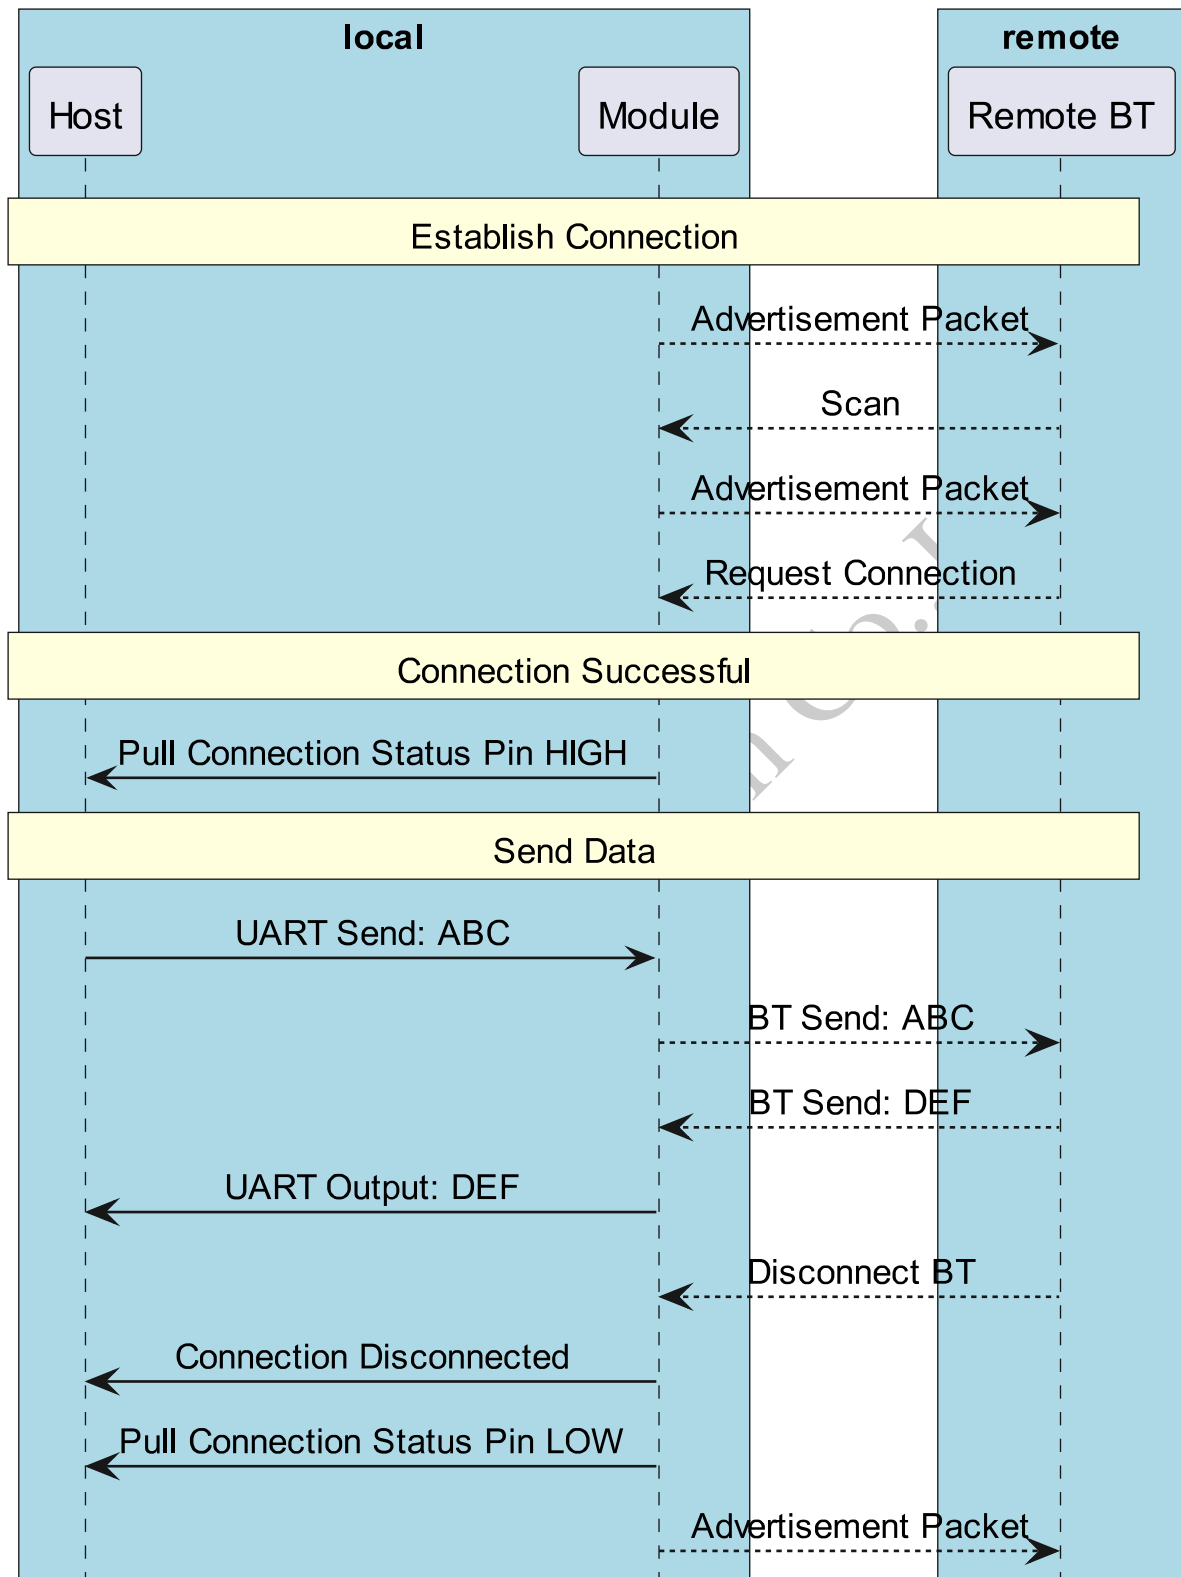 local
remote
Host
Module
Remote BT
Establish Connection
Advertisement Packet
Scan
Advertisement Packet
Request Connection
Connection Successful
Pull Connection Status Pin HIGH
Send Data
UART Send: ABC
BT Send: ABC
BT Send: DEF
UART Output: DEF
Disconnect BT
Connection Disconnected
Pull Connection Status Pin LOW
Advertisement Packet